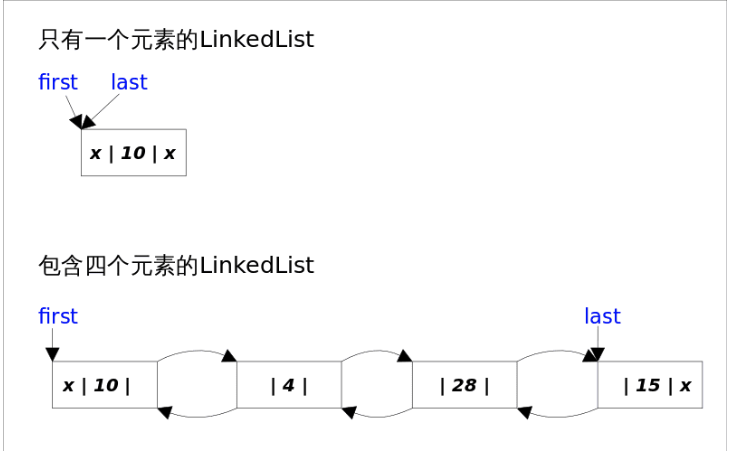 只有一个元素的LinkedList
first last
x | 10 | x
包含四个元素的LinkedList
first last
x | 10 | | 4 | | 28 | | 15 | x